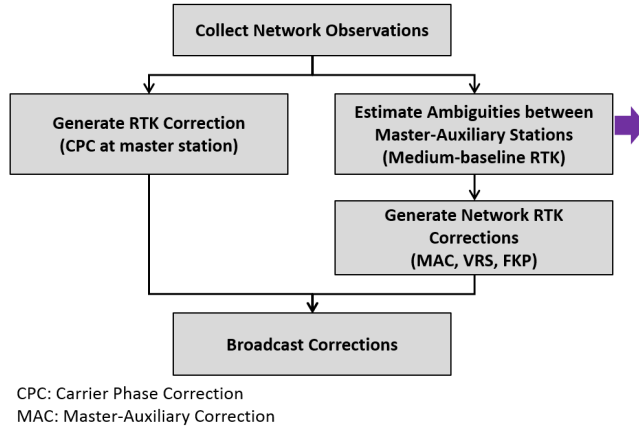 Collect Network Observations
Generate RTK Correction
(CPC at master station)
Estimate Ambiguities between
Master-Auxiliary Stations
(Medium-baseline RTK)
Generate Network RTK
Corrections
(MAC, VRS, FKP)
Broadcast Corrections
CPC: Carrier Phase Correction
MAC: Master-Auxiliary Correction